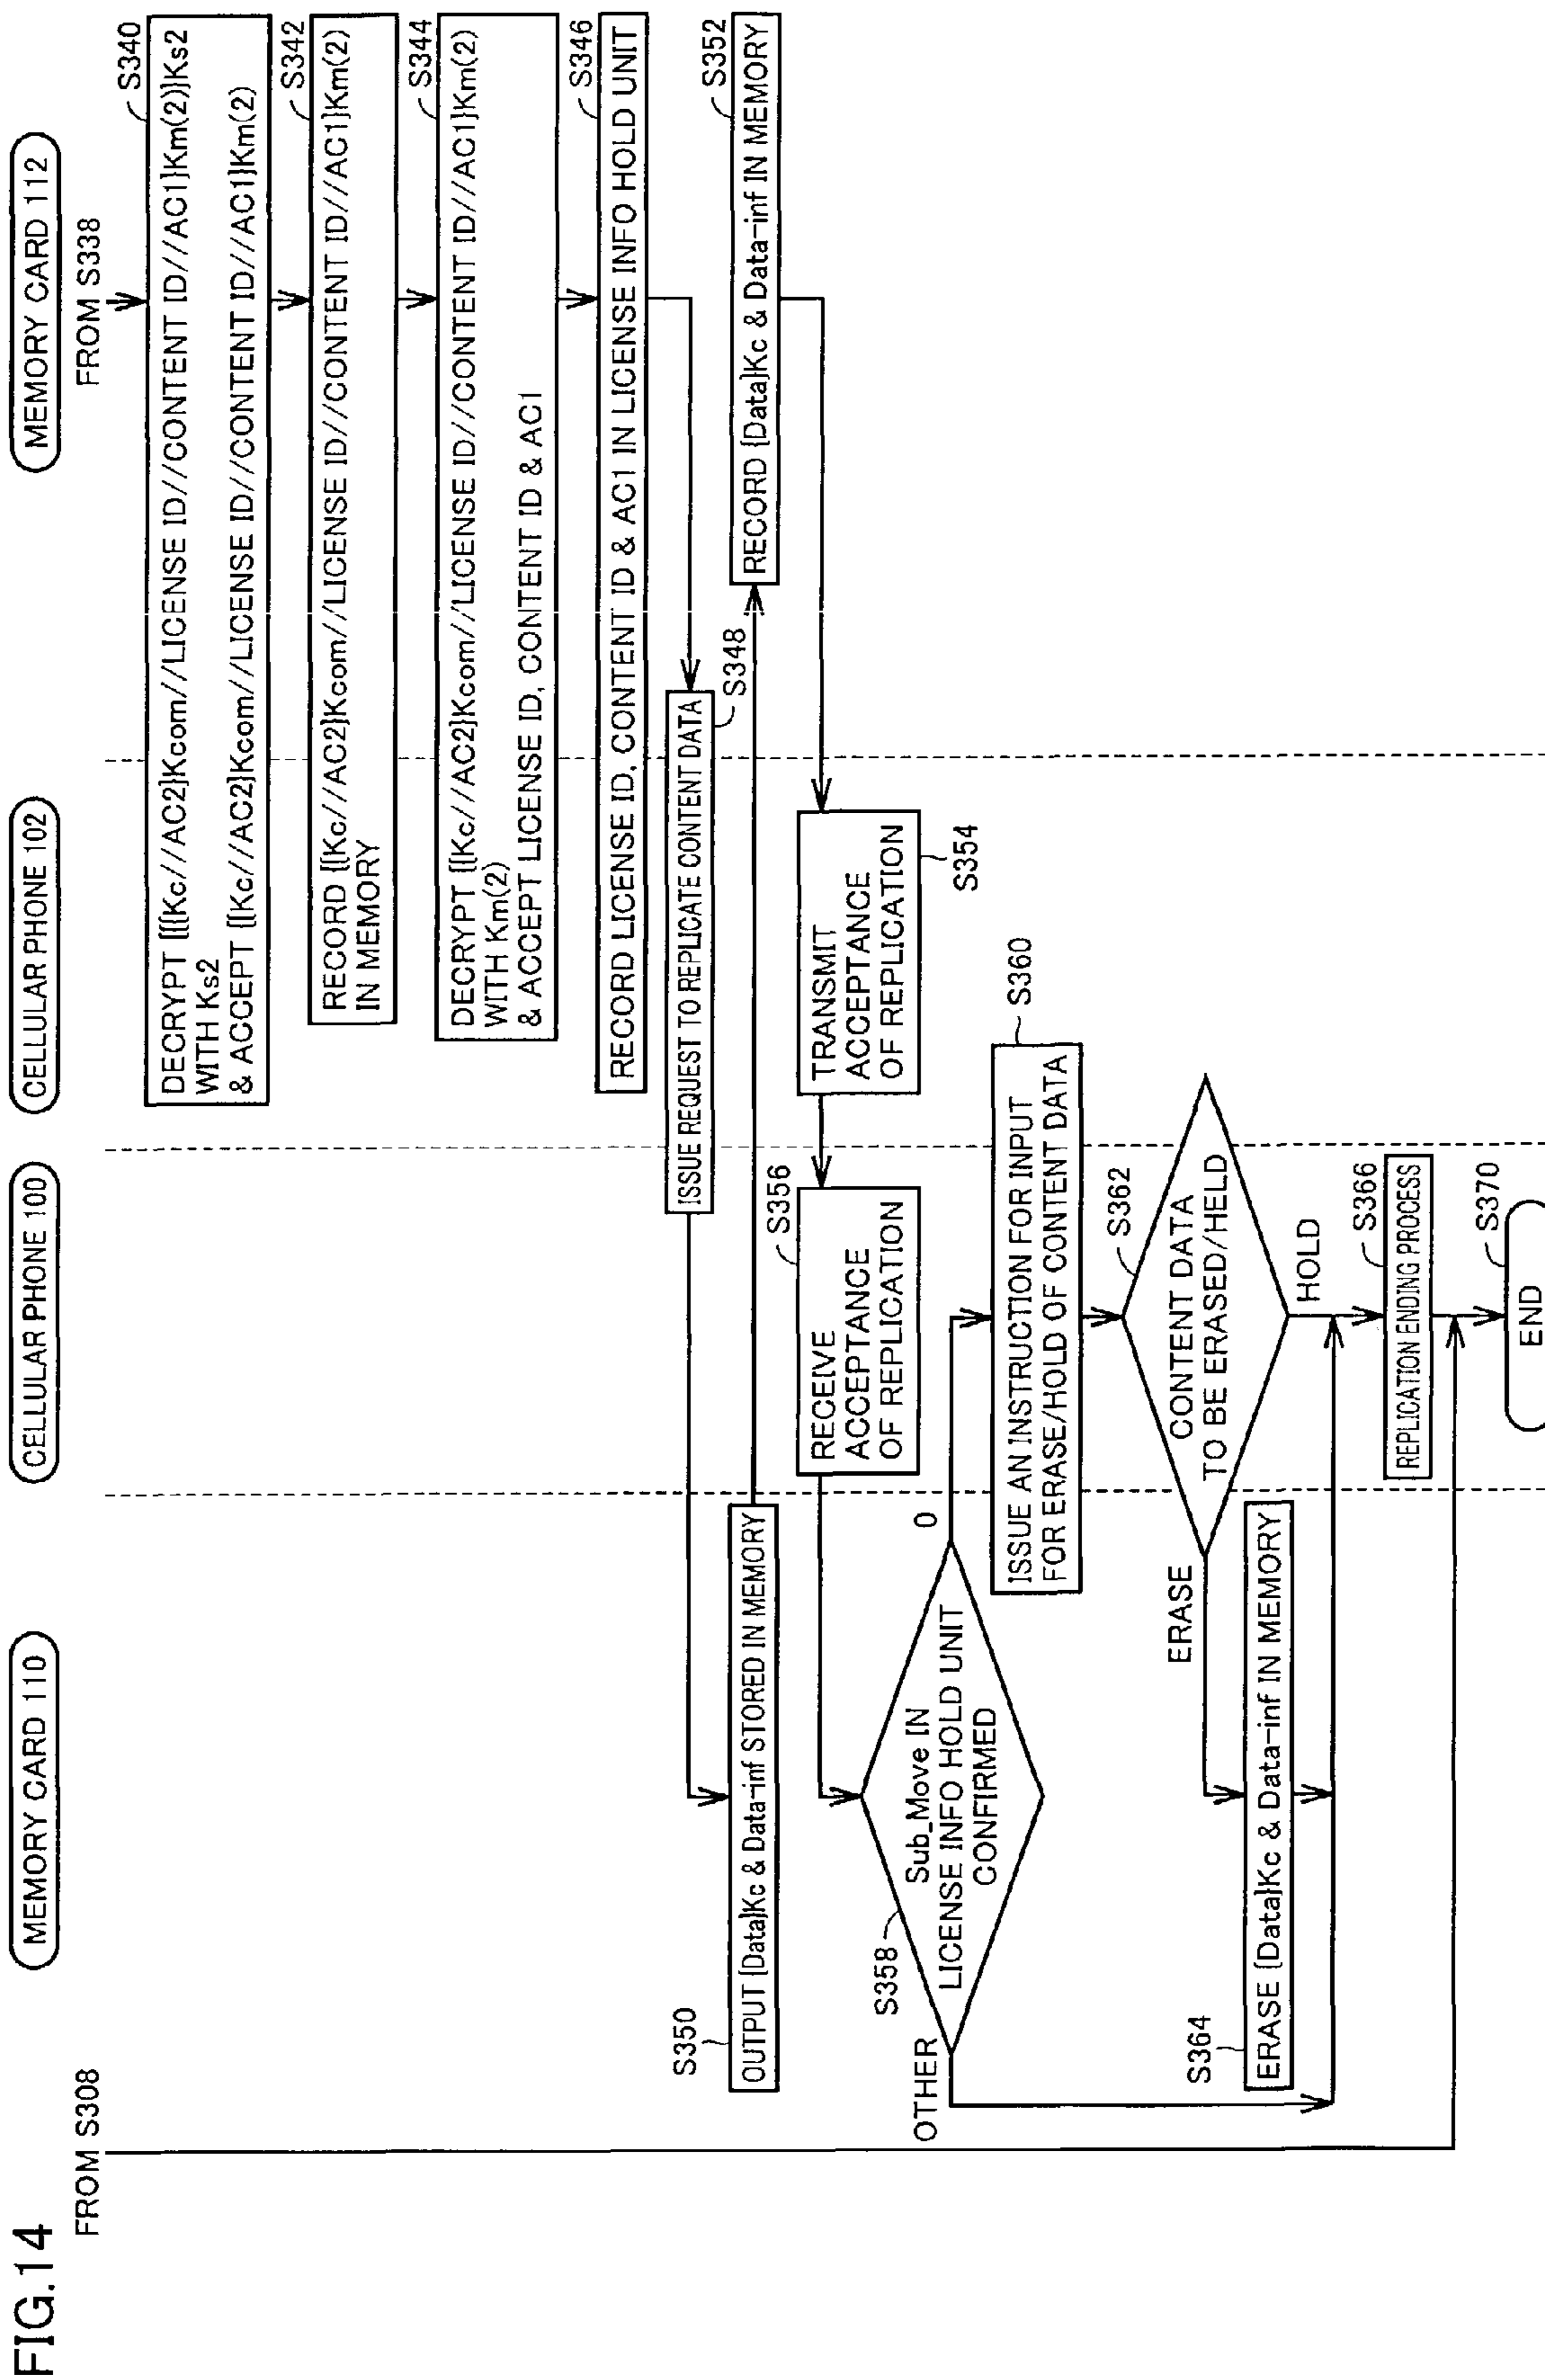 FIG.14
MEMORY CARD 110
CELLULAR PHONE 100
CELLULAR PHONE 102
MEMORY CARD 112
FROM S308
FROM S338
S340
DECRYPT {{{Kc//AC2}Kcom//LICENSE ID//CONTENT ID//AC1}Km(2)}Ks2
WITH Ks2
& ACCEPT {{Kc//AC2}Kcom//LICENSE ID//CONTENT ID//AC1}Km(2)
S342
RECORD {{Kc//AC2}Kcom//LICENSE ID//CONTENT ID//AC1}Km(2)
IN MEMORY
S344
DECRYPT {{Kc//AC2}Kcom//LICENSE ID//CONTENT ID//AC1}Km(2)
WITH Km(2)
& ACCEPT LICENSE ID, CONTENT ID & AC1
S346
RECORD LICENSE ID, CONTENT ID & AC1 IN LICENSE INFO HOLD UNIT
S348
ISSUE REQUEST TO REPLICATE CONTENT DATA
S350
OUTPUT {Data}Kc & Data-inf STORED IN MEMORY
S352
RECORD {Data}Kc & Data-inf IN MEMORY
TRANSMIT
ACCEPTANCE
OF REPLICATION
S354
S356
RECEIVE
ACCEPTANCE
OF REPLICATION
S358
Sub_Move IN
LICENSE INFO HOLD UNIT
CONFIRMED
OTHER
0
S360
ISSUE AN INSTRUCTION FOR INPUT
FOR ERASE/HOLD OF CONTENT DATA
S362
CONTENT DATA
TO BE ERASED/HELD
ERASE
HOLD
S364
ERASE {Data}Kc & Data-inf IN MEMORY
S366
REPLICATION ENDING PROCESS
S370
END